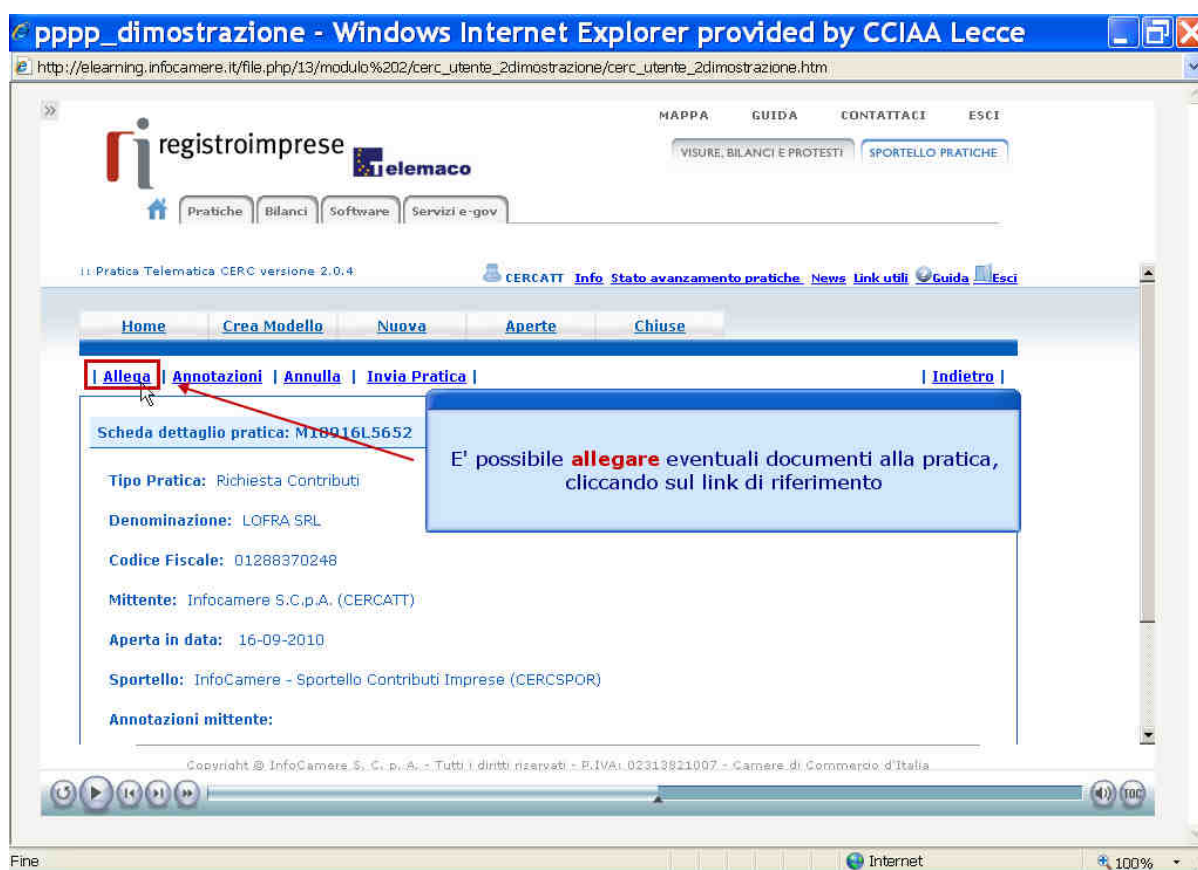 pppp_dimostrazione - Windows Internet Explorer provided by CCIAA Lecce
http://elearning.infocamere.it/file.php/13/modulo%202/cerc_utente_2dimostrazione/cerc_utente_2dimostrazione.htm
MAPPA GUIDA CONTATTACI ESCI
registroimprese Telemaco
VISURE, BILANCI E PROTESTI SPORTELLO PRATICHE
Pratiche Bilanci Software Servizi e-gov
:: Pratica Telematica CERC versione 2.0.4
CERCATT Info Stato avanzamento pratiche News Link utili Guida Esci
Home Crea Modello Nuova Aperte Chiuse
| Allega | Annotazioni | Annulla | Invia Pratica | | Indietro |
Scheda dettaglio pratica: M10916L5652
E' possibile allegare eventuali documenti alla pratica,
cliccando sul link di riferimento
Tipo Pratica: Richiesta Contributi
Denominazione: LOFRA SRL
Codice Fiscale: 01288370248
Mittente: Infocamere S.C.p.A. (CERCATT)
Aperta in data: 16-09-2010
Sportello: InfoCamere - Sportello Contributi Imprese (CERCSPOR)
Annotazioni mittente:
Copyright @ InfoCamere S. C. p. A. - Tutti i diritti riservati - P.IVA: 02313821007 - Camere di Commercio d'Italia
TOC
Fine Internet 100%